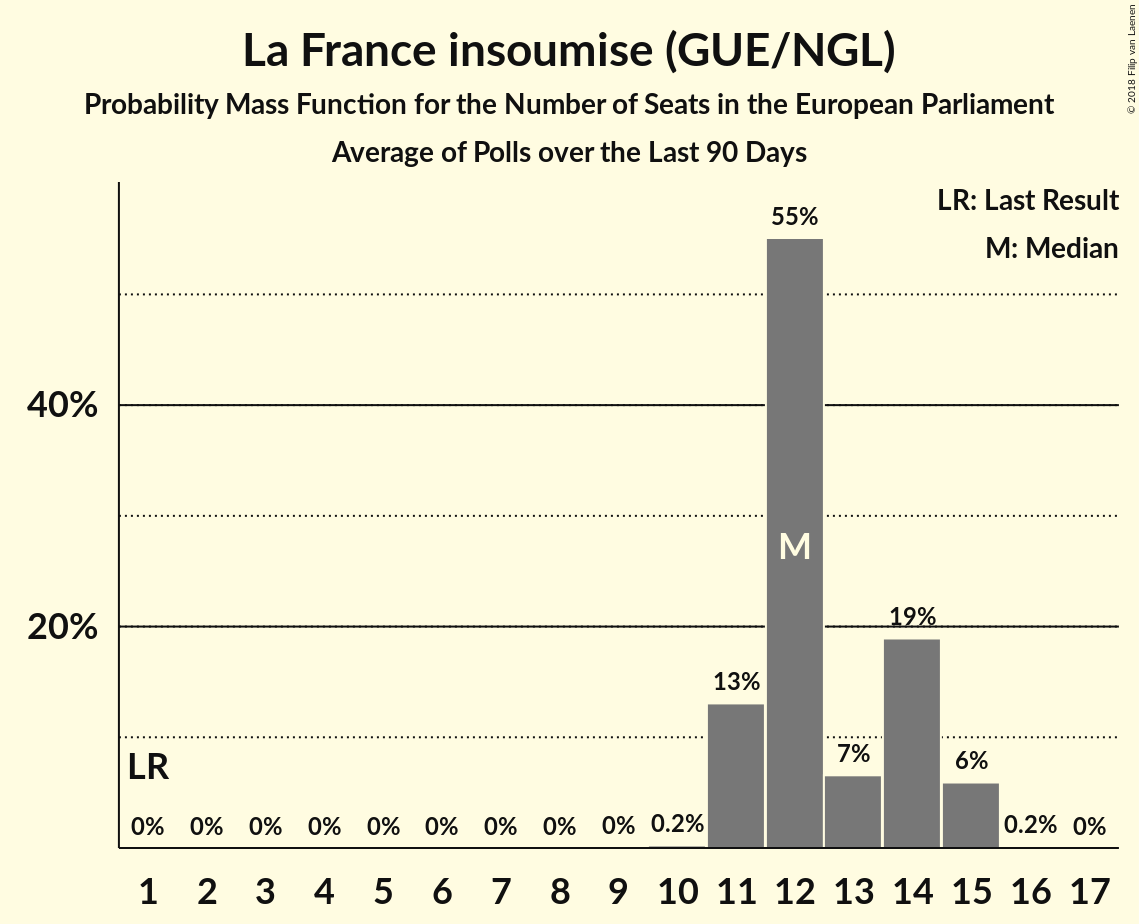 La France insoumise (GUE/NGL)
Probability Mass Function for the Number of Seats in the European Parliament
Average of Polls over the Last 90 Days
© 2018 Filip van Laenen
LR: Last Result
M: Median
55%
40%
M
20%
19%
13%
LR
7%
6%
0% 0% 0% 0% 0% 0% 0% 0% 0% 0.2% 0.2% 0%
1 2 3 4 5 6 7 8 9 10 11 12 13 14 15 16 17